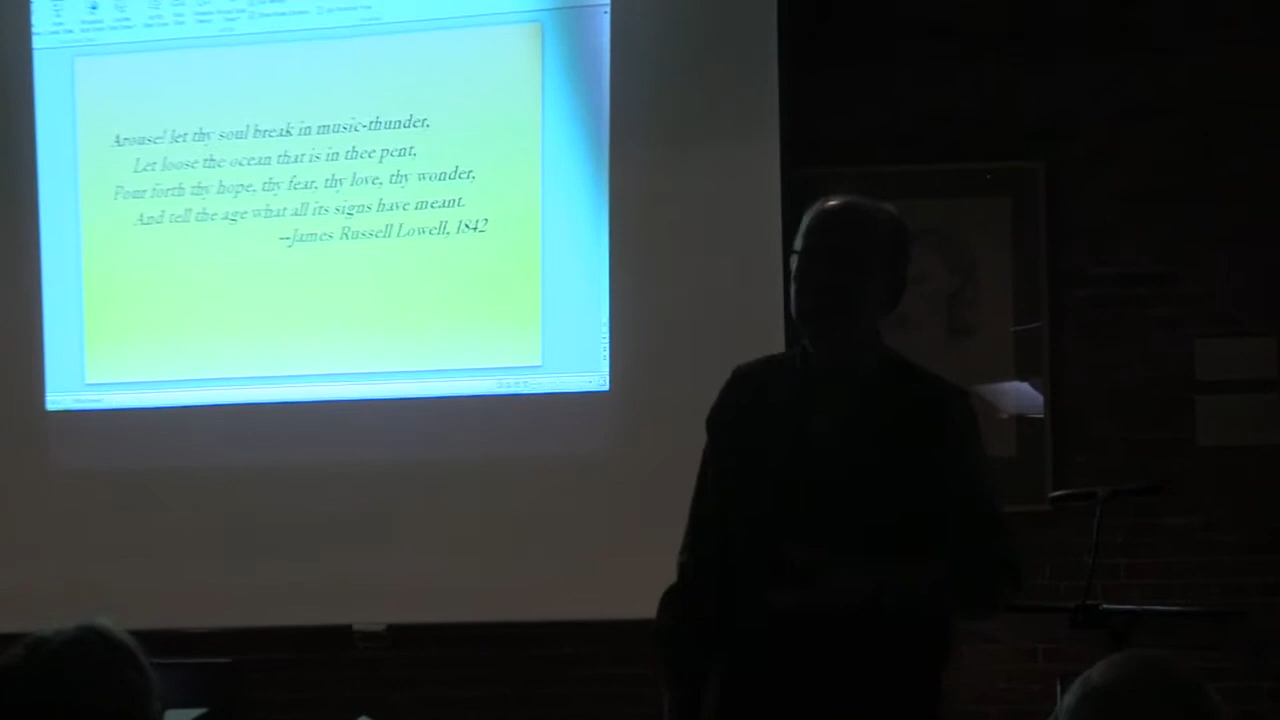 Arouse! let thy soul break in music-thunder,
Let loose the ocean that is in thee pent,
Pour forth thy hope, thy fear, thy love, thy wonder,
And tell the age what all its signs have meant.
--James Russell Lowell, 1842